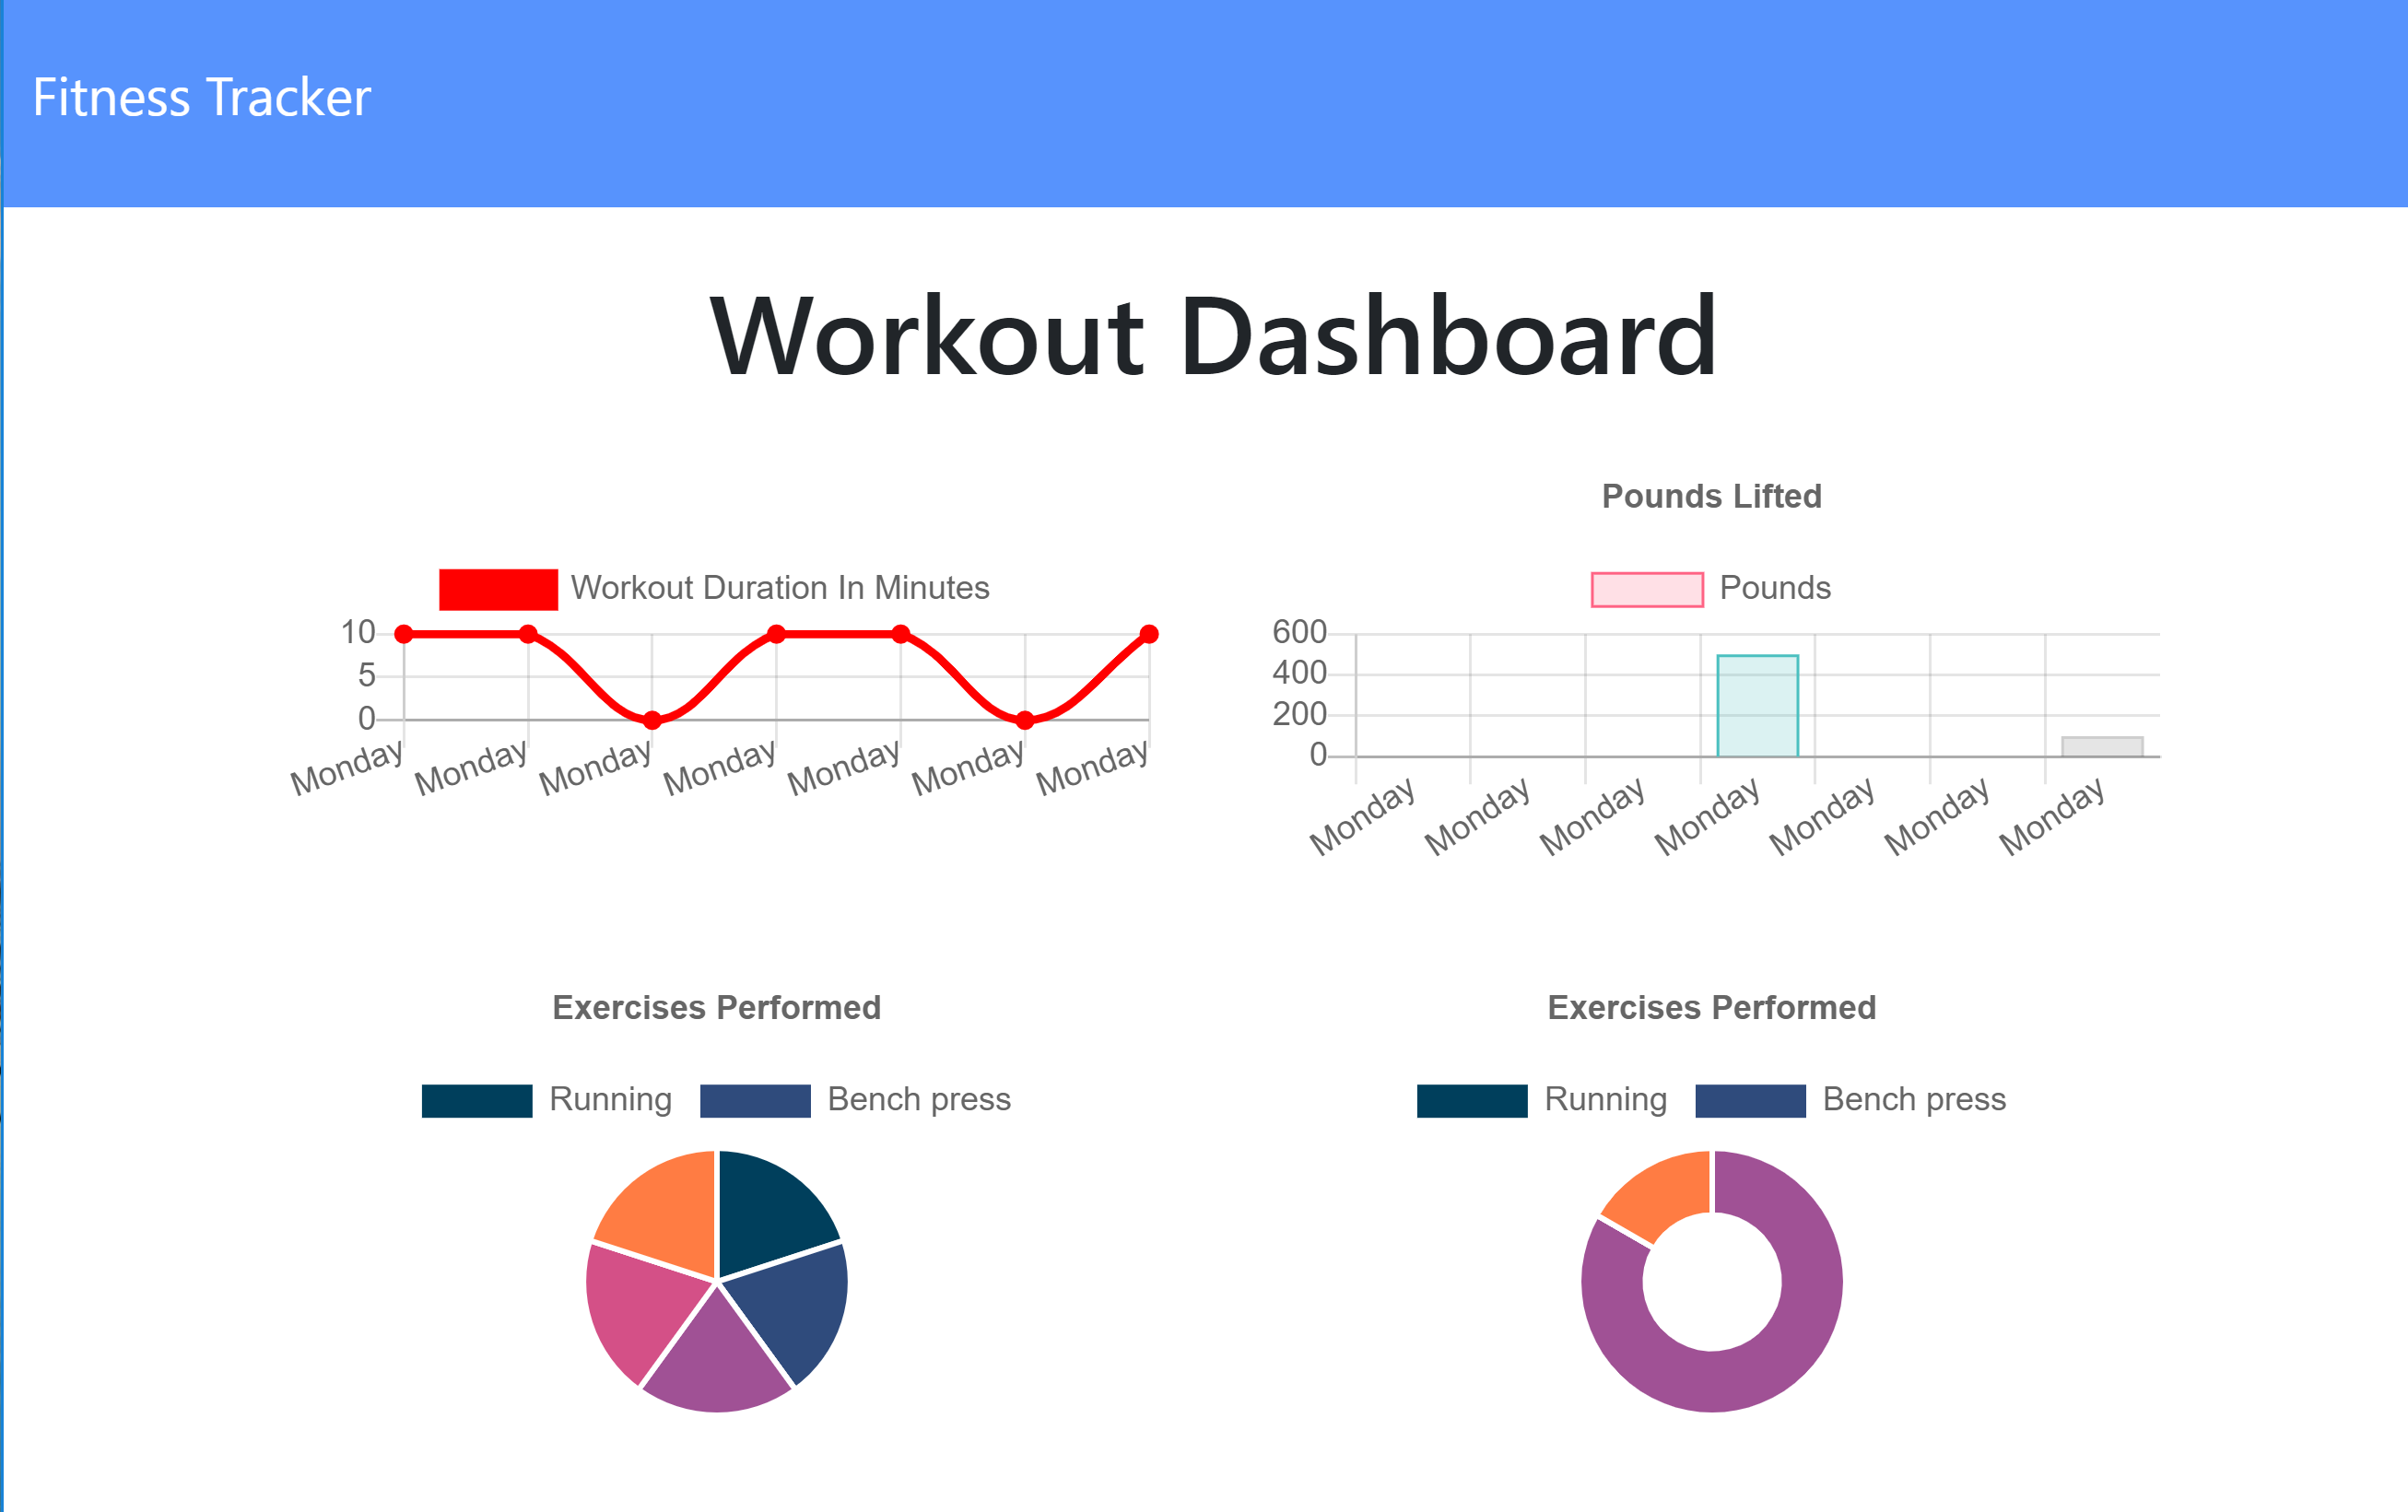 Fitness Tracker
Workout Dashboard
Workout Duration In Minutes
10
5
0
Monday Monday Monday Monday Monday Monday Monday
Pounds Lifted
Pounds
600
400
200
0
Monday Monday Monday Monday Monday Monday Monday
Exercises Performed
Running Bench press
Exercises Performed
Running Bench press